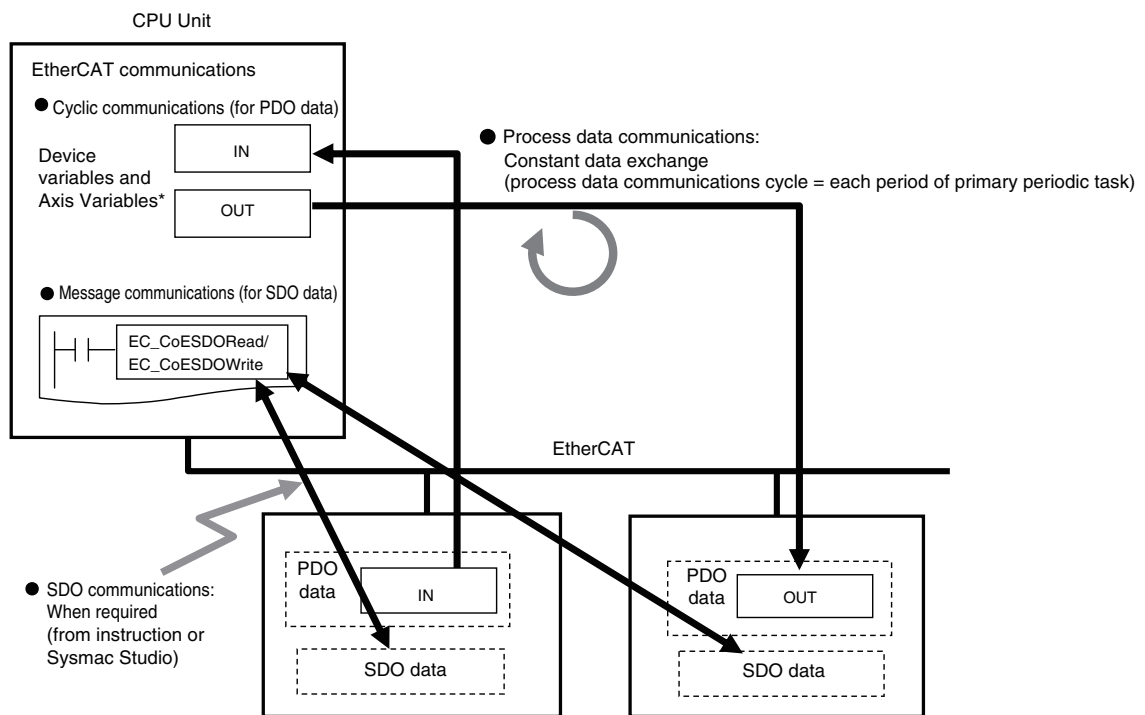 CPU Unit
EtherCAT communications
● Cyclic communications (for PDO data)
Device
variables and
Axis Variables*
IN
OUT
● Process data communications:
Constant data exchange
(process data communications cycle = each period of primary periodic task)
● Message communications (for SDO data)
EC_CoESDORead/
EC_CoESDOWrite
EtherCAT
● SDO communications:
When required
(from instruction or
Sysmac Studio)
PDO
data
IN
SDO data
PDO
data
OUT
SDO data